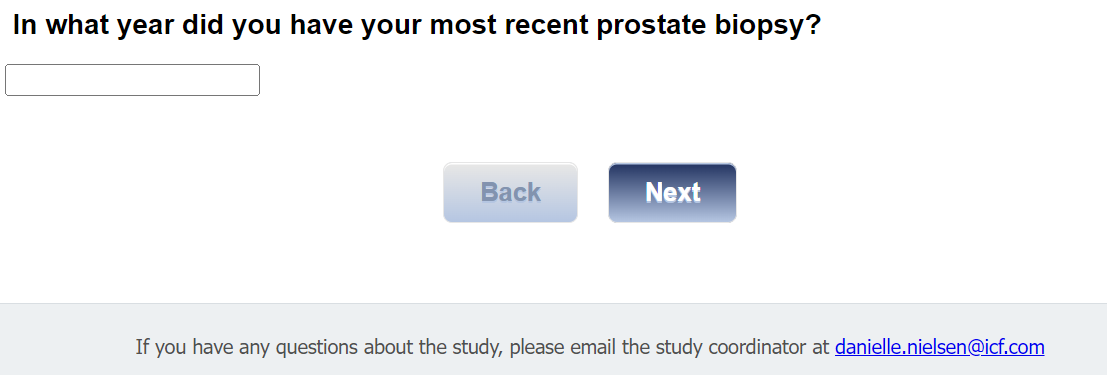 In what year did you have your most recent prostate biopsy?
Back
Next
If you have any questions about the study, please email the study coordinator at danielle.nielsen@icf.com